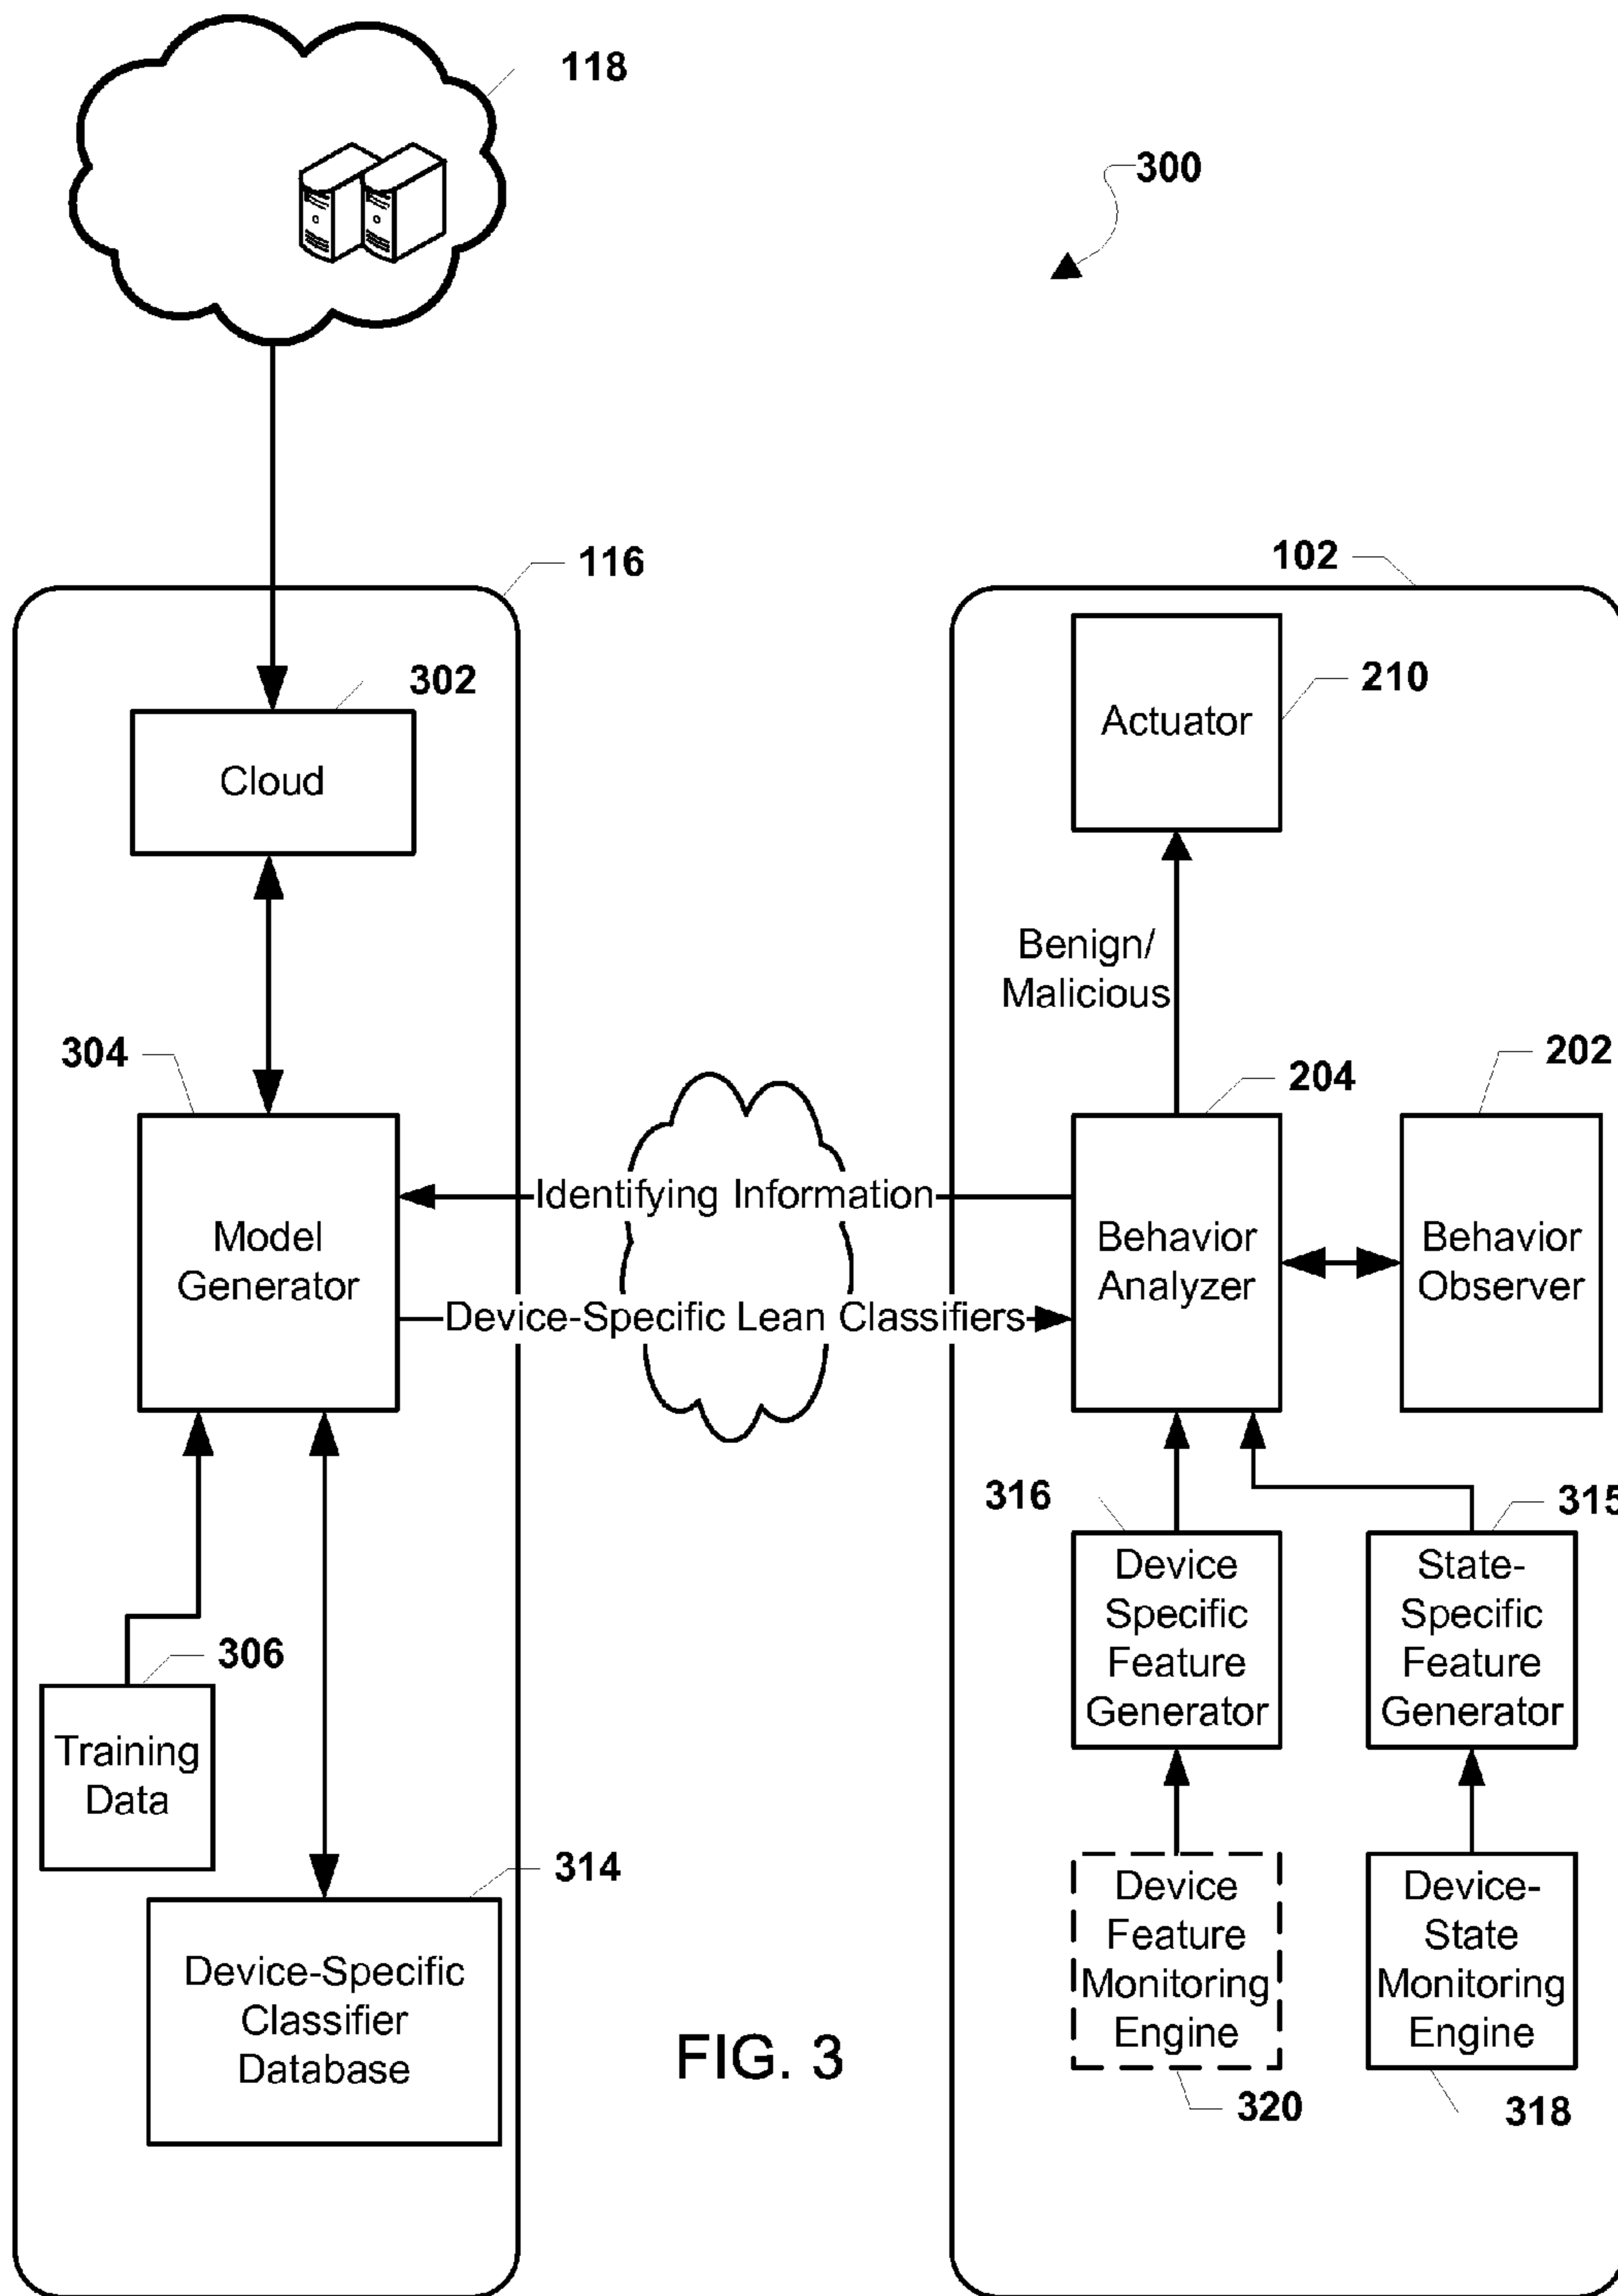 118
300
116
102
302
210
Cloud
Actuator
Benign/
Malicious
304
202
204
Identifying Information
Model
Generator
Behavior
Analyzer
Behavior
Observer
Device-Specific Lean Classifiers
316
315
Device
Specific
Feature
Generator
State-
Specific
Feature
Generator
306
Training
Data
314
Device
Feature
Monitoring
Engine
Device-
State
Monitoring
Engine
Device-Specific
Classifier
Database
FIG. 3
320
318